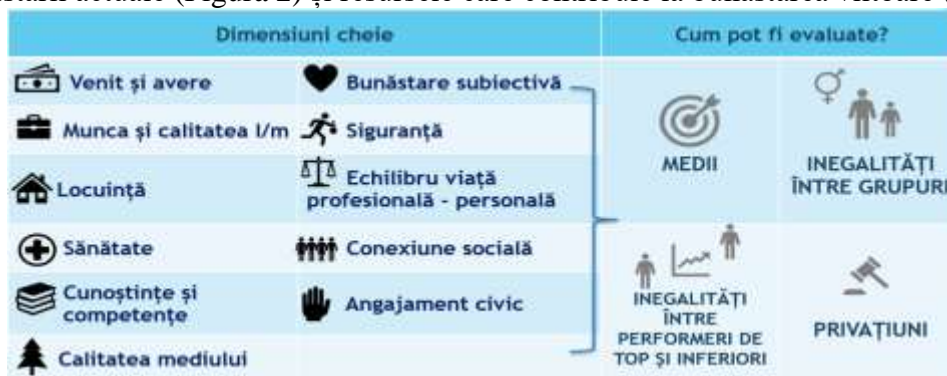 Dimensiuni cheie
Cum pot fi evaluate?
Venit și avere
Bunăstare subiectivă
Munca și calitatea l/m
Siguranță
Locuință
Echilibru viață
profesională - personală
Sănătate
Conexiune socială
Cunoștințe și
competențe
Angajament civic
Calitatea mediului
MEDII
INEGALITĂȚI
ÎNTRE GRUPURI
INEGALITĂȚI
ÎNTRE
PERFORMERI DE
TOP ȘI INFERIORI
PRIVAȚIUNI